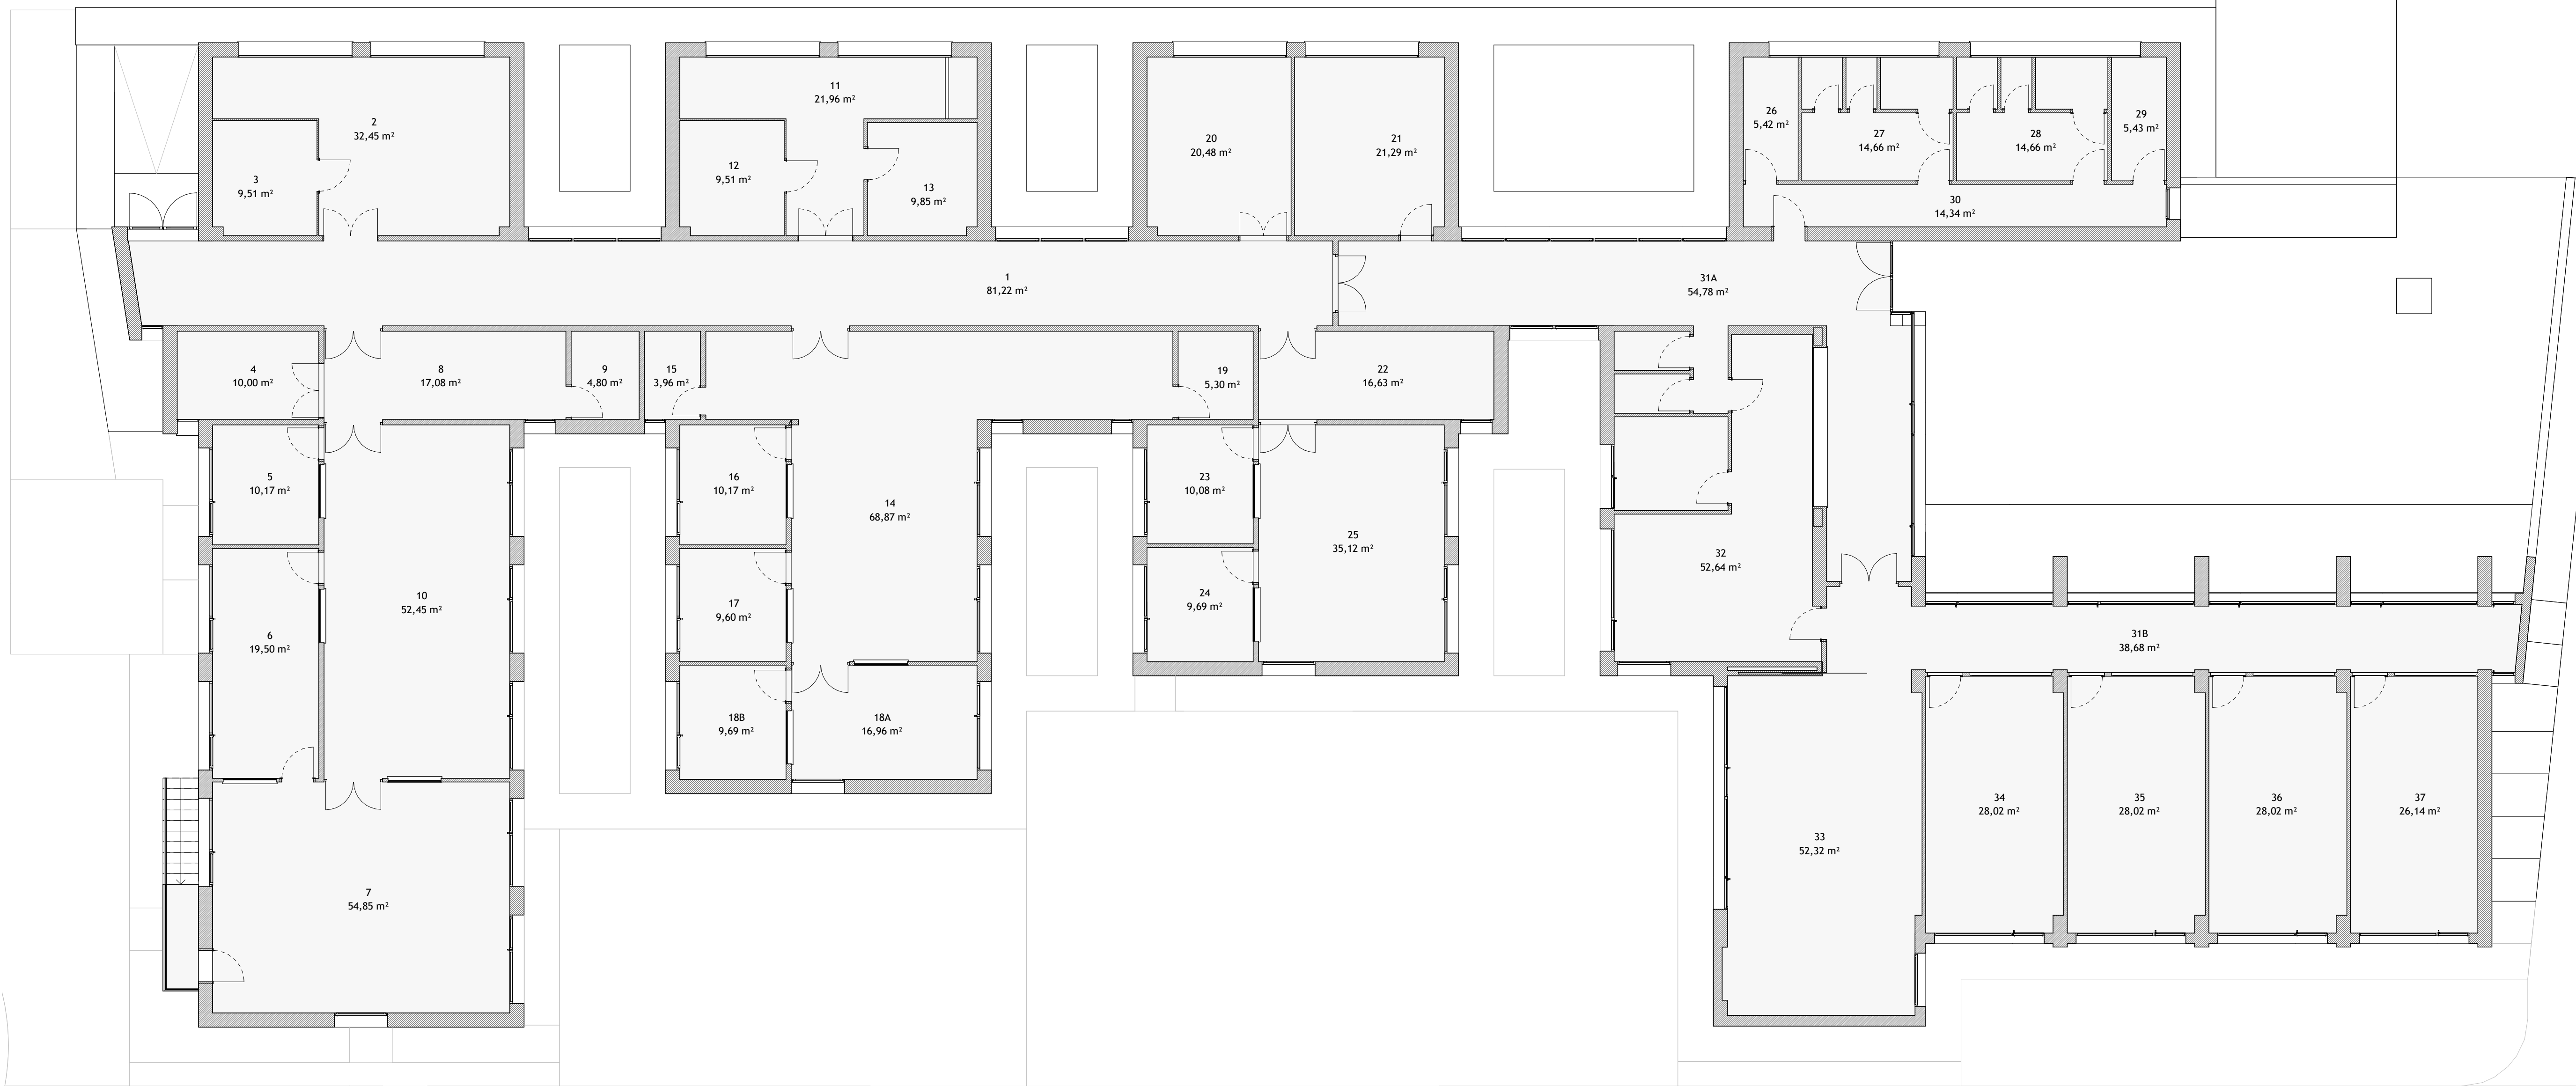 2
32,45 m²
3
9,51 m²
11
21,96 m²
12
9,51 m²
13
9,85 m²
20
20,48 m²
21
21,29 m²
26
5,42 m²
27
14,66 m²
28
14,66 m²
29
5,43 m²
30
14,34 m²
1
81,22 m²
31A
54,78 m²
4
10,00 m²
8
17,08 m²
9
4,80 m²
15
3,96 m²
19
5,30 m²
22
16,63 m²
5
10,17 m²
16
10,17 m²
14
68,87 m²
23
10,08 m²
25
35,12 m²
32
52,64 m²
10
52,45 m²
17
9,60 m²
24
9,69 m²
6
19,50 m²
31B
38,68 m²
18B
9,69 m²
18A
16,96 m²
34
28,02 m²
35
28,02 m²
36
28,02 m²
37
26,14 m²
33
52,32 m²
7
54,85 m²